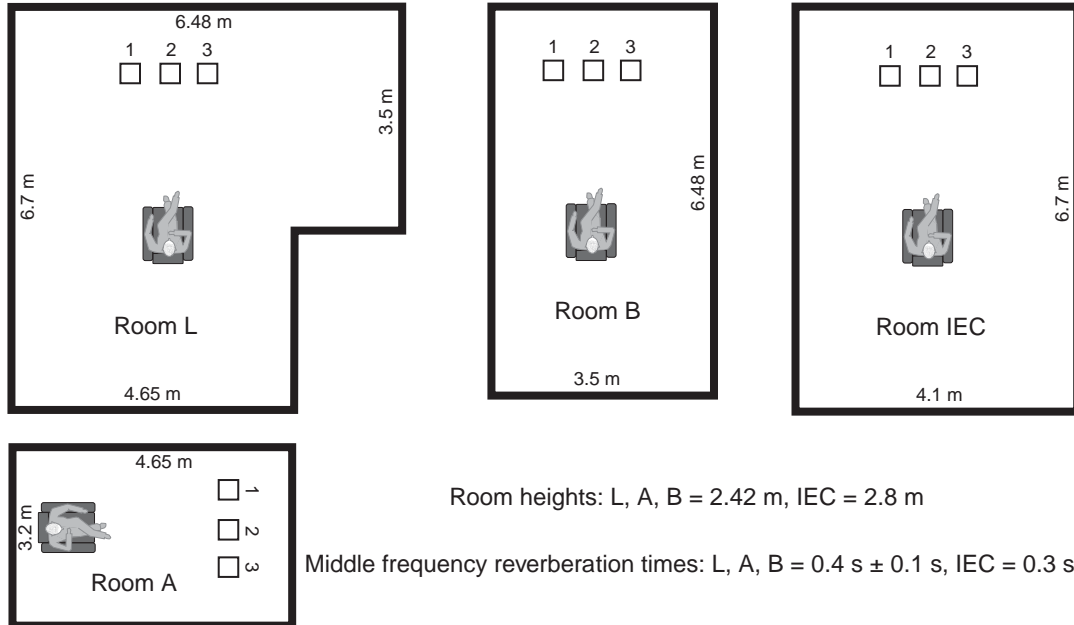 6.48 m
1 2 3
3.5 m
6.7 m
Room L
4.65 m
1 2 3
6.48 m
Room B
3.5 m
1 2 3
6.7 m
Room IEC
4.1 m
4.65 m
3.2 m
1
2
3
Room A
Room heights: L, A, B = 2.42 m, IEC = 2.8 m
Middle frequency reverberation times: L, A, B = 0.4 s ± 0.1 s, IEC = 0.3 s